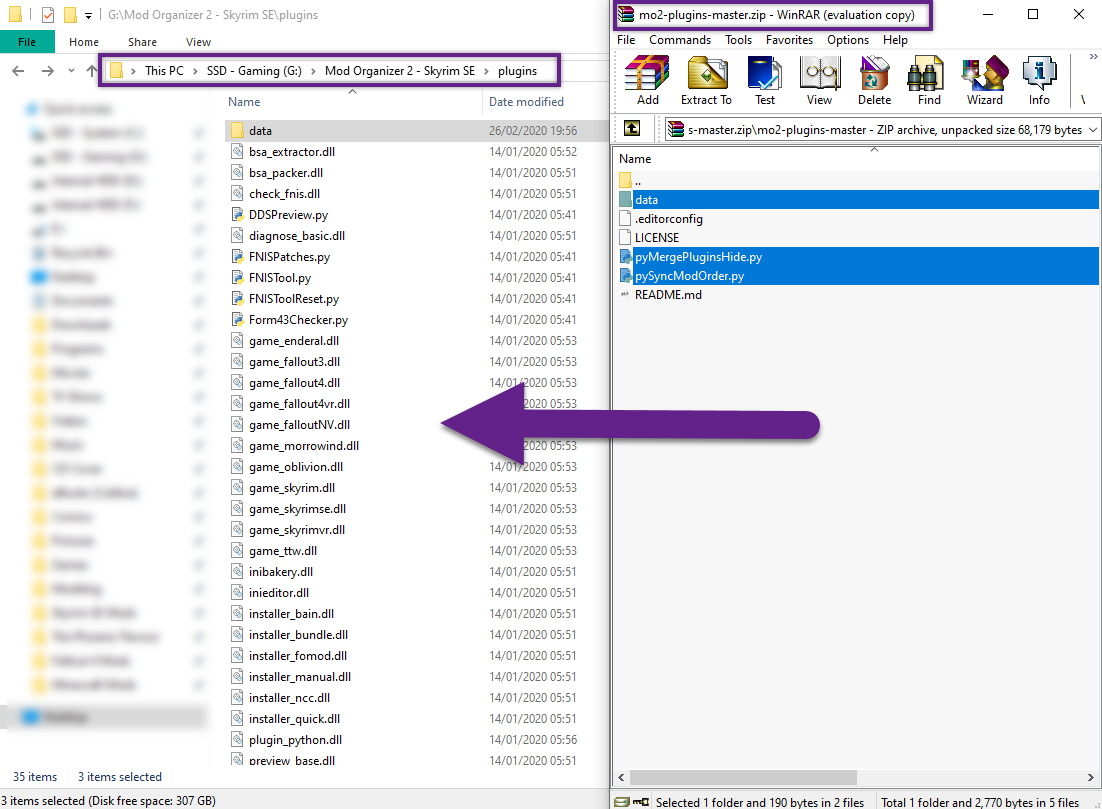 G:\Mod Organizer 2 - Skyrim SE\plugins
File Home Share View
This PC > SSD - Gaming (G:) > Mod Organizer 2 - Skyrim SE > plugins
Name Date modified
data 26/02/2020 19:56
bsa_extractor.dll 14/01/2020 05:52
bsa_packer.dll 14/01/2020 05:51
check_fnis.dll 14/01/2020 05:51
DDSPreview.py 14/01/2020 05:41
diagnose_basic.dll 14/01/2020 05:51
FNISPatches.py 14/01/2020 05:41
FNISTool.py 14/01/2020 05:41
FNISToolReset.py 14/01/2020 05:41
Form43Checker.py 14/01/2020 05:41
game_enderal.dll 14/01/2020 05:53
game_fallout3.dll 14/01/2020 05:53
game_fallout4.dll 14/01/2020 05:53
game_fallout4vr.dll 14/01/2020 05:53
game_falloutNV.dll 14/01/2020 05:53
game_morrowind.dll 14/01/2020 05:53
game_oblivion.dll 14/01/2020 05:53
game_skyrim.dll 14/01/2020 05:53
game_skyrimse.dll 14/01/2020 05:53
game_skyrimvr.dll 14/01/2020 05:53
game_ttw.dll 14/01/2020 05:53
inibakery.dll 14/01/2020 05:51
inieditor.dll 14/01/2020 05:51
installer_bain.dll 14/01/2020 05:51
installer_bundle.dll 14/01/2020 05:51
installer_fomod.dll 14/01/2020 05:51
installer_manual.dll 14/01/2020 05:51
installer_ncc.dll 14/01/2020 05:51
installer_quick.dll 14/01/2020 05:51
plugin_python.dll 14/01/2020 05:56
preview_base.dll 14/01/2020 05:51
35 items 3 items selected
3 items selected (Disk free space: 307 GB)
mo2-plugins-master.zip - WinRAR (evaluation copy)
File Commands Tools Favorites Options Help
Add Extract To Test View Delete Find Wizard Info
s-master.zip\mo2-plugins-master - ZIP archive, unpacked size 68,179 bytes
Name
..
data
.editorconfig
LICENSE
pyMergePluginsHide.py
pySyncModOrder.py
README.md
Selected 1 folder and 190 bytes in 2 files Total 1 folder and 2,770 bytes in 5 files